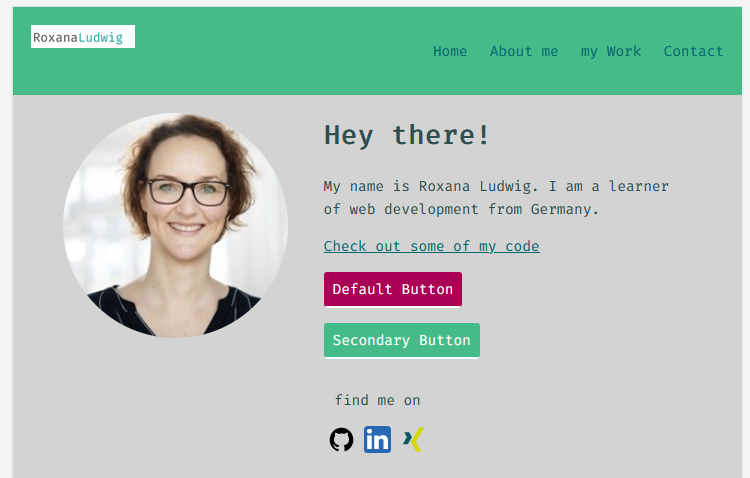 RoxanaLudwig
Home About me my Work Contact
Hey there!
My name is Roxana Ludwig. I am a learner
of web development from Germany.
Check out some of my code
Default Button
Secondary Button
find me on
in